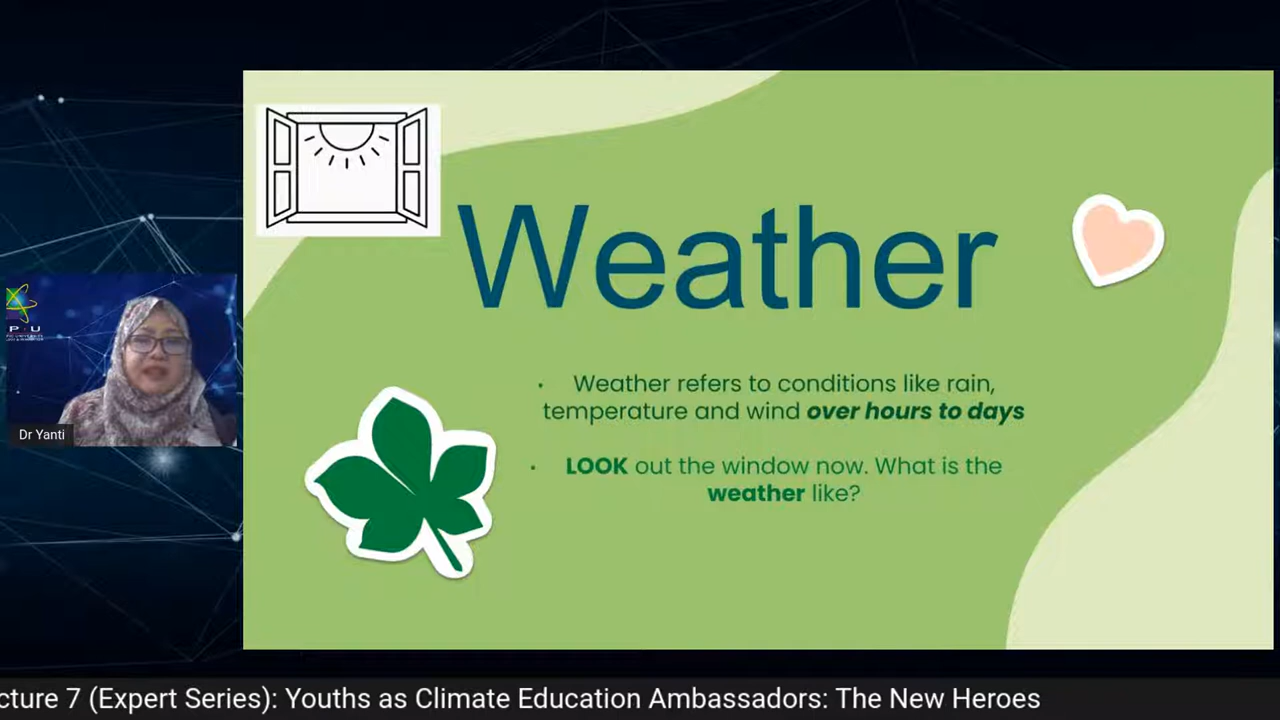 Weather
• Weather refers to conditions like rain,
temperature and wind over hours to days
• LOOK out the window now. What is the
weather like?
P U
Dr Yanti
cture 7 (Expert Series): Youths as Climate Education Ambassadors: The New Heroes